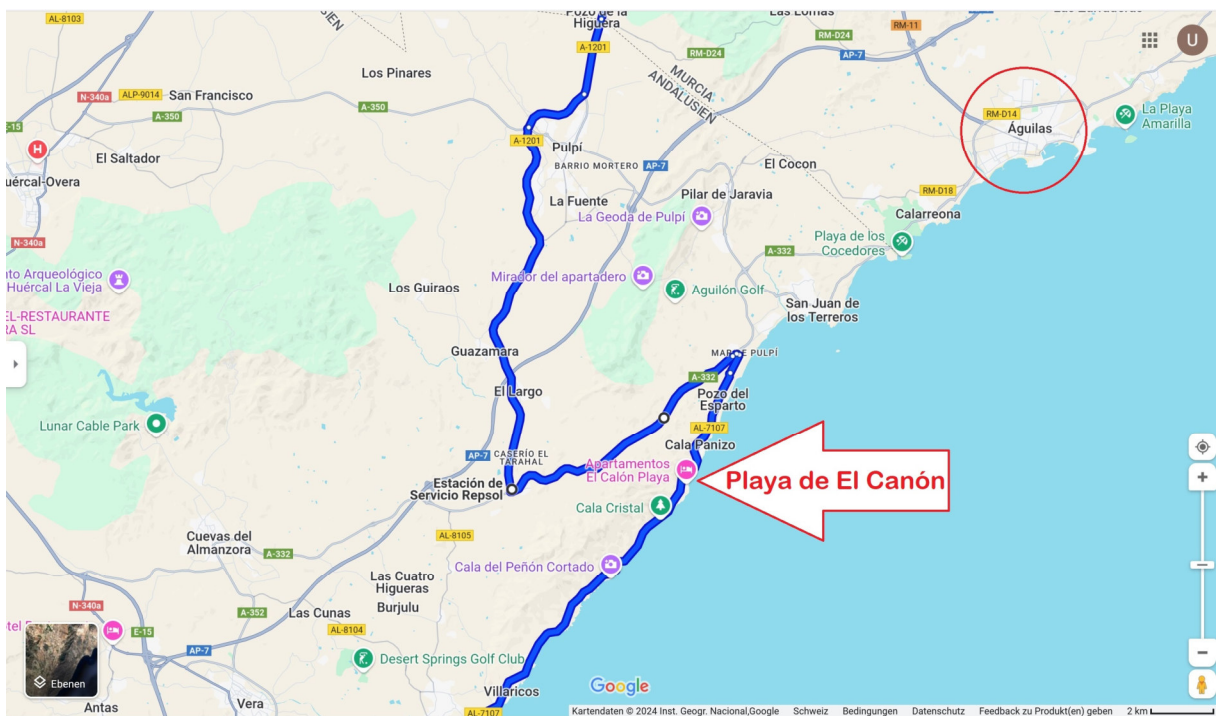 AL-8103
Pozo de la
Higuera
Las Lomas
RM-D24
RM-11
AP-7
U
A-1201
RM-D24
Los Pinares
MURCIA
ANDALUSIEN
N-340a
ALP-9014
San Francisco
A-350
A-350
E-15
RM-D14
Águilas
La Playa
Amarilla
H
El Saltador
A-1201
Pulpí
BARRIO MORTERO
AP-7
El Cocon
RM-D18
La Fuente
Pilar de Jaravia
La Geoda de Pulpí
Calarreona
N-340a
Playa de los
Cocedores
A-332
Mirador del apartadero
Los Guiraos
Aguilón Golf
San Juan de
los Terreros
EL-RESTAURANTE
RA SL
Guazamara
A-332
El Largo
Pozo del
Esparto
AL-7107
Lunar Cable Park
AP-7
CASERÍO EL
TARAHAL
Cala Panizo
Apartamentos
El Calón Playa
Playa de El Canón
Estación de
Servicio Repsol
Cala Cristal
AL-8105
Cuevas del
Almanzora
A-332
Cala del Peñón Cortado
Las Cuatro
Higueras
Burjulu
N-340a
A-352
Las Cunas
AL-8104
E-15
AP-7
Desert Springs Golf Club
Ebenen
Villaricos
Google
Vera
Antas
AL-7107
Kartendaten © 2024 Inst. Geogr. Nacional,Google Schweiz Bedingungen Datenschutz Feedback zu Produkt(en) geben 2 km